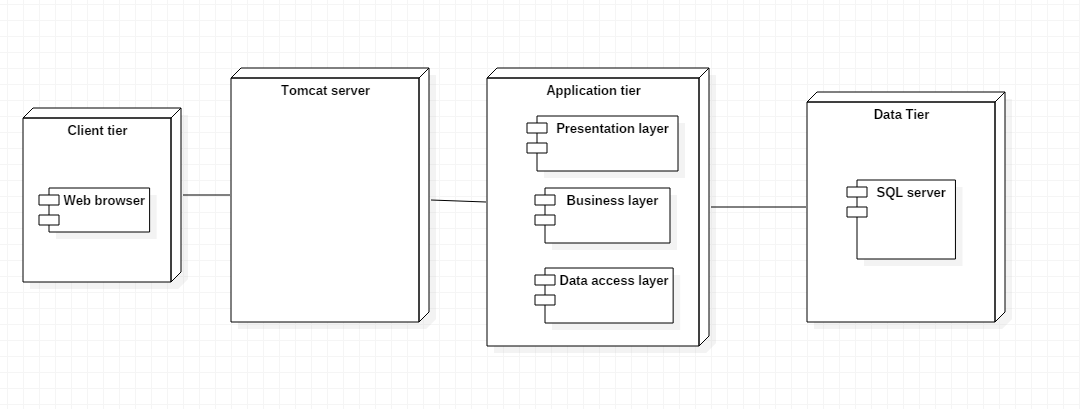 Client tier
Web browser
Tomcat server
Application tier
Presentation layer
Business layer
Data access layer
Data Tier
SQL server